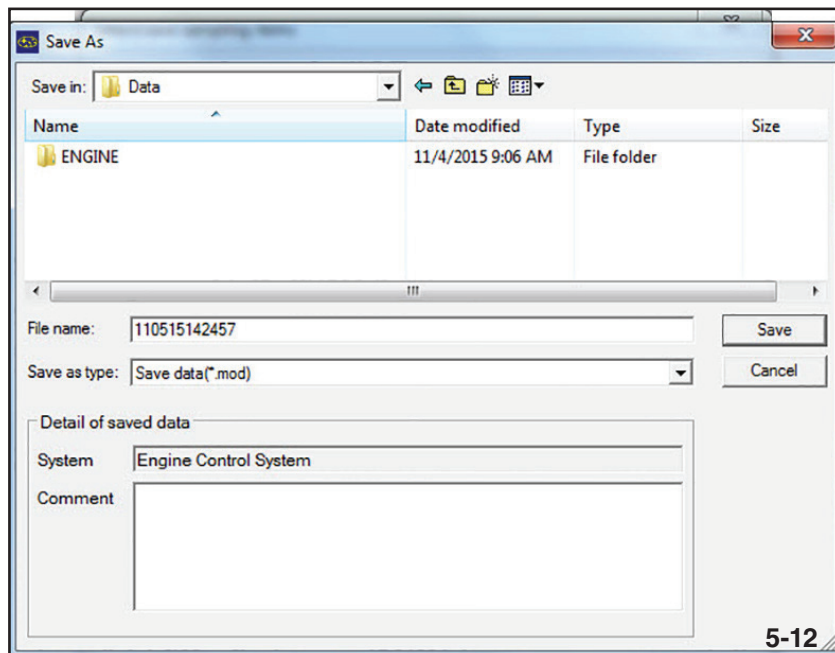 Save As
Save in: Data
Name Date modified Type Size
ENGINE 11/4/2015 9:06 AM File folder
File name: 110515142457 Save
Save as type: Save data(*.mod) Cancel
Detail of saved data
System Engine Control System
Comment
5-12